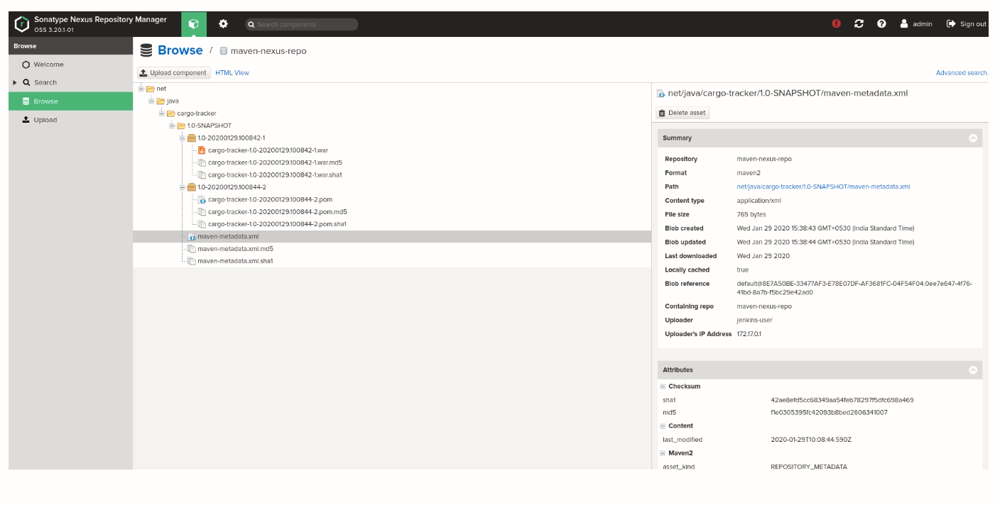 Sonatype Nexus Repository Manager
OSS 3.20.1-01
Search components
admin
Sign out
Browse
Welcome
Search
Browse
Upload
Browse / maven-nexus-repo
Upload component HTML View
Advanced search.
net
java
cargo-tracker
1.0-SNAPSHOT
1.0-20200129.100842-1
cargo-tracker-1.0-20200129.100842-1.war
cargo-tracker-1.0-20200129.100842-1.war.md5
cargo-tracker-1.0-20200129.100842-1.war.sha1
1.0-20200129.100844-2
cargo-tracker-1.0-20200129.100844-2.pom
cargo-tracker-1.0-20200129.100844-2.pom.md5
cargo-tracker-1.0-20200129.100844-2.pom.sha1
maven-metadata.xml
maven-metadata.xml.md5
maven-metadata.xml.sha1
net/java/cargo-tracker/1.0-SNAPSHOT/maven-metadata.xml
Delete asset
Summary
Repository maven-nexus-repo
Format maven2
Path net/java/cargo-tracker/1.0-SNAPSHOT/maven-metadata.xml
Content type application/xml
File size 765 bytes
Blob created Wed Jan 29 2020 15:38:43 GMT+0530 (India Standard Time)
Blob updated Wed Jan 29 2020 15:38:44 GMT+0530 (India Standard Time)
Last downloaded Wed Jan 29 2020
Locally cached true
Blob reference default@8E7A50BE-33477AF3-E78E07DF-AF3681FC-04F54F04:0ee7e647-4f76-
41bd-8a7b-f5bc29e42ad0
Containing repo maven-nexus-repo
Uploader jenkins-user
Uploader's IP Address 172.17.0.1
Attributes
Checksum
sha1 42ae8efd5cc68349aa54feb78297f5dfc698a469
md5 f1e0305395fc42093b8bed2606341007
Content
last_modified 2020-01-29T10:08:44.590Z
Maven2
asset_kind REPOSITORY_METADATA